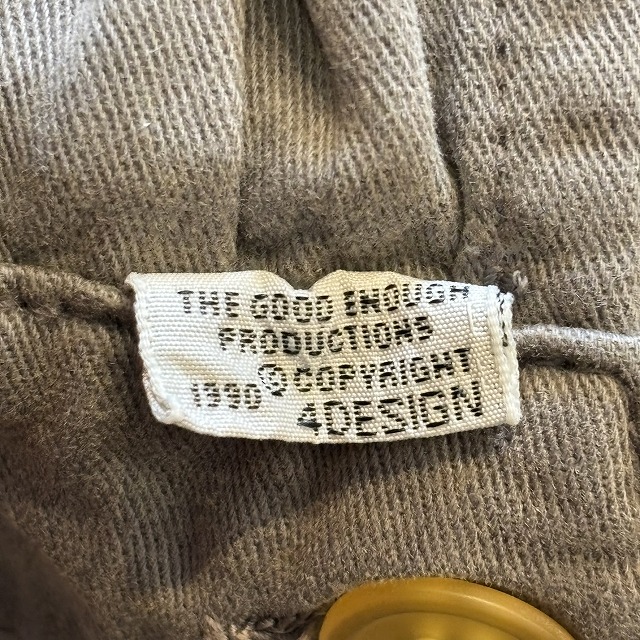 THE GOOD ENOUGH
PRODUCTIONS
© COPYRIGHT
1990 4DESIGN